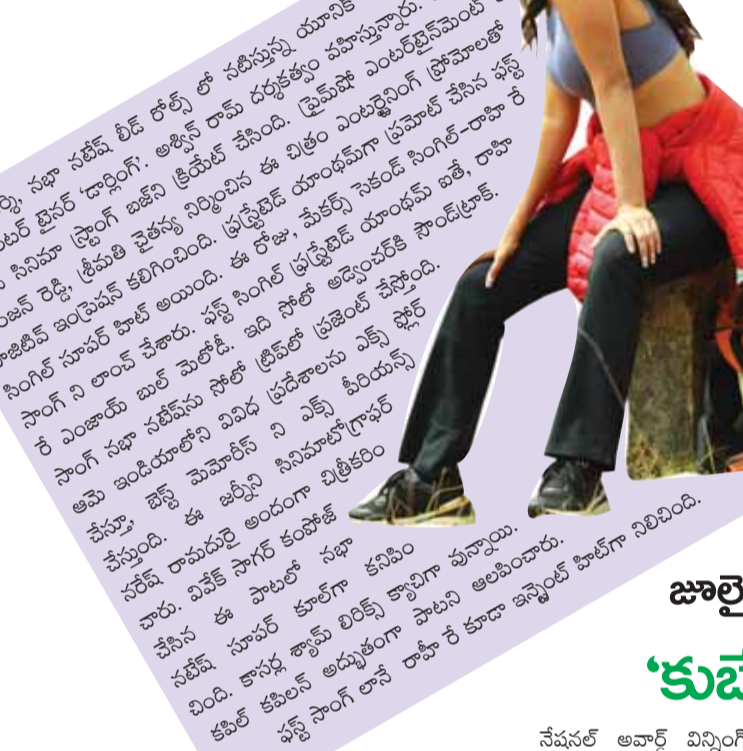 నభా నటేష్ లీడ్ రోల్స్ లో నటిస్తున్న యూనిక్
టైనర్ 'డార్లింగ్'. అశ్విన్ రామ్ దర్శకత్వం వహిస్తున్నారు.
సినిమా స్ట్రాంగ్ బజ్‌ని క్రియేట్ చేసింది. ప్రైమ్‌షో ఎంటర్‌టైన్‌మెంట్
రెడ్డి, శ్రీమతి చైతన్య నిర్మించిన ఈ చిత్రం ఎంటర్టైనింగ్ ప్రోమోలతో
ఇంప్రెషన్ కలిగించింది. ఫ్రస్ట్రేటెడ్ యాంథమ్‌గా ప్రమోట్ చేసిన ఫస్ట్
సింగిల్ సూపర్ హిట్ అయింది. ఈ రోజు, మేకర్స్ సెకండ్ సింగిల్-రాహి రే
సాంగ్ ని లాంచ్ చేశారు. ఫస్ట్ సింగిల్ ఫ్రస్ట్రేటెడ్ యాంథమ్ ఐతే, రాహి
రే ఎంజాయ్ బుల్ మెలోడీ. ఇది సోలో అడ్వెంచర్‌కి సౌండ్‌ట్రాక్.
సాంగ్ నభా నటేష్‌ను సోలో ట్రిప్‌లో ప్రజెంట్ చేస్తోంది.
ఆమె ఇండియాలోని వివిధ ప్రదేశాలను ఎక్స్ ఫ్లోర్
చేస్తూ, బెస్ట్ మెమోరీస్ ని ఎక్స్ పీరియన్స్
చేస్తుంది. ఈ జర్నీని సినిమాటోగ్రాఫర్
నరేష్ రామదురై అందంగా చిత్రీకరిం
చారు. వివేక్ సాగర్ కంపోజ్
చేసిన ఈ పాటలో నభా
నటేష్ సూపర్ కూల్‌గా కనిపిం
చింది. కాసర్ల శ్యామ్ లిరిక్స్ క్యాచిగా వున్నాయి.
కపిల్ కపిలన్ అద్భుతంగా పాటని ఆలపించారు.
ఫస్ట్ సాంగ్ లానే రాహీ రే కూడా ఇన్స్టెంట్ హిట్‌గా నిలిచింది.
జూలై
'కుబే
నేషనల్ అవార్డ్ విన్నింగ్